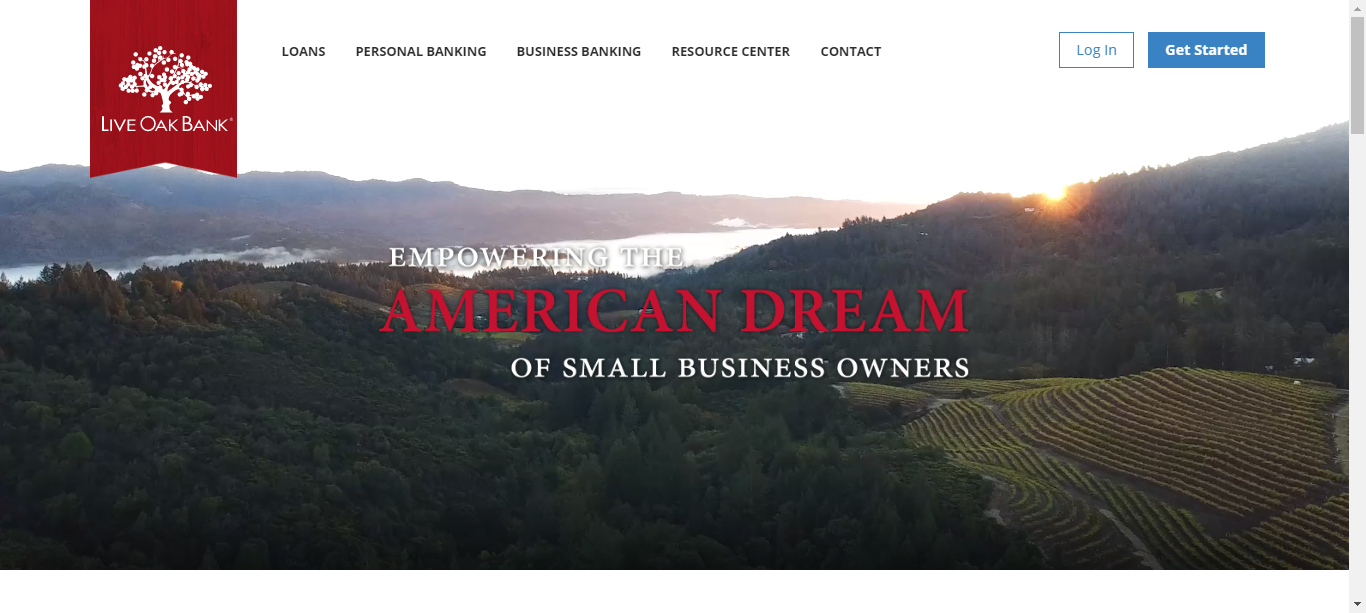 LOANS
PERSONAL BANKING
BUSINESS BANKING
RESOURCE CENTER
CONTACT
Log In
Get Started
LIVE OAK BANK®
EMPOWERING THE
AMERICAN DREAM
OF SMALL BUSINESS OWNERS